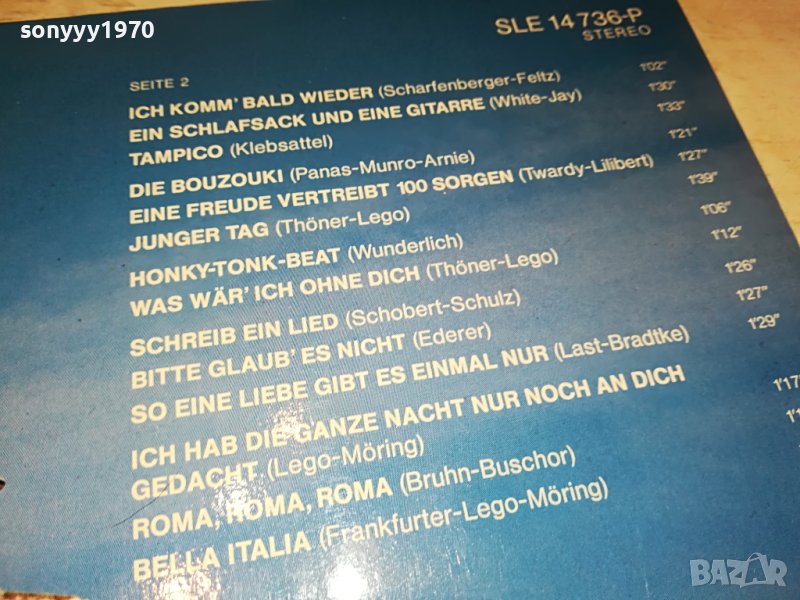 sonyyy1970
SLE 14 736-P
STEREO
SEITE 2
ICH KOMM' BALD WIEDER (Scharfenberger-Feltz) 1'02"
EIN SCHLAFSACK UND EINE GITARRE (White-Jay) 1'30"
TAMPICO (Klebsattel) 1'33"
DIE BOUZOUKI (Panas-Munro-Arnie) 1'21"
EINE FREUDE VERTREIBT 100 SORGEN (Twardy-Lilibert) 1'27"
JUNGER TAG (Thöner-Lego) 1'39"
HONKY-TONK-BEAT (Wunderlich) 1'06"
WAS WÄR' ICH OHNE DICH (Thöner-Lego) 1'12"
SCHREIB EIN LIED (Schobert-Schulz) 1'26"
BITTE GLAUB' ES NICHT (Ederer) 1'27"
SO EINE LIEBE GIBT ES EINMAL NUR (Last-Bradtke) 1'29"
ICH HAB DIE GANZE NACHT NUR NOCH AN DICH
GEDACHT (Lego-Möring) 1'17"
ROMA, ROMA, ROMA (Bruhn-Buschor)
BELLA ITALIA (Frankfurter-Lego-Möring)
BAZAR